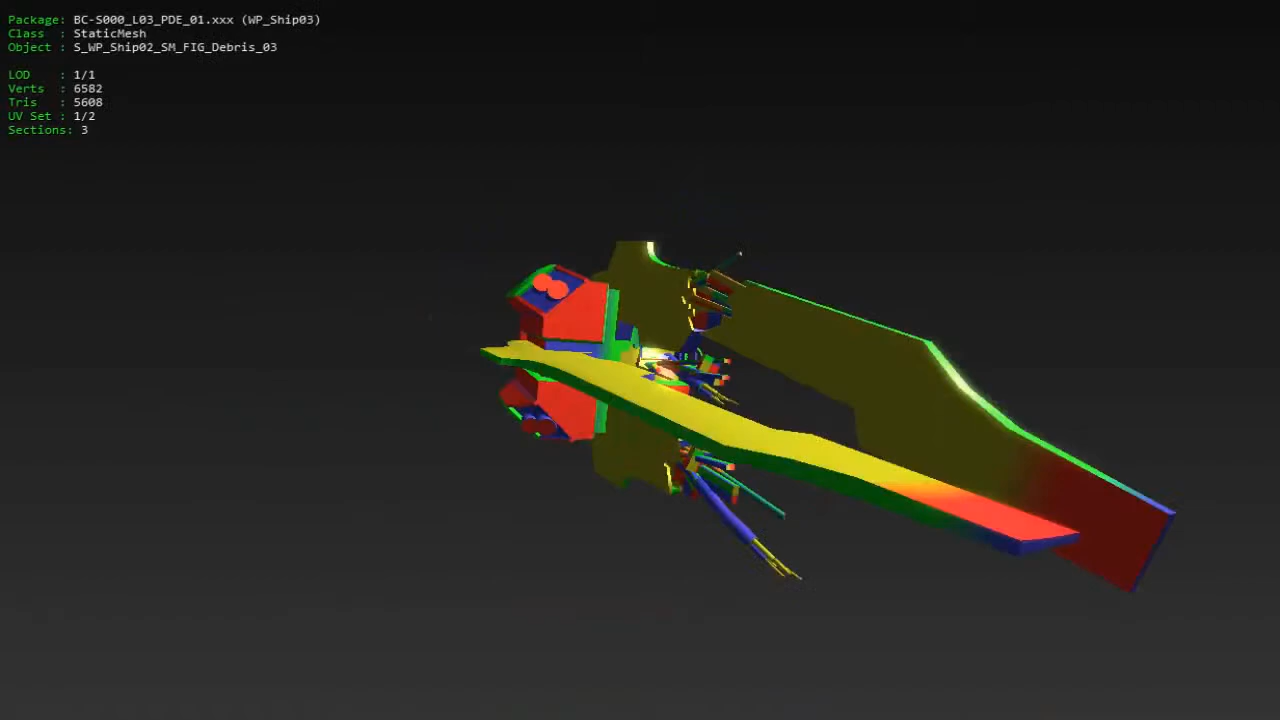 Package: BC-S000_L03_PDE_01.xxx (WP_Ship03)
Class  : StaticMesh
Object : S_WP_Ship02_SM_FIG_Debris_03
LOD    : 1/1
Verts  : 6582
Tris   : 5608
UV Set : 1/2
Sections: 3